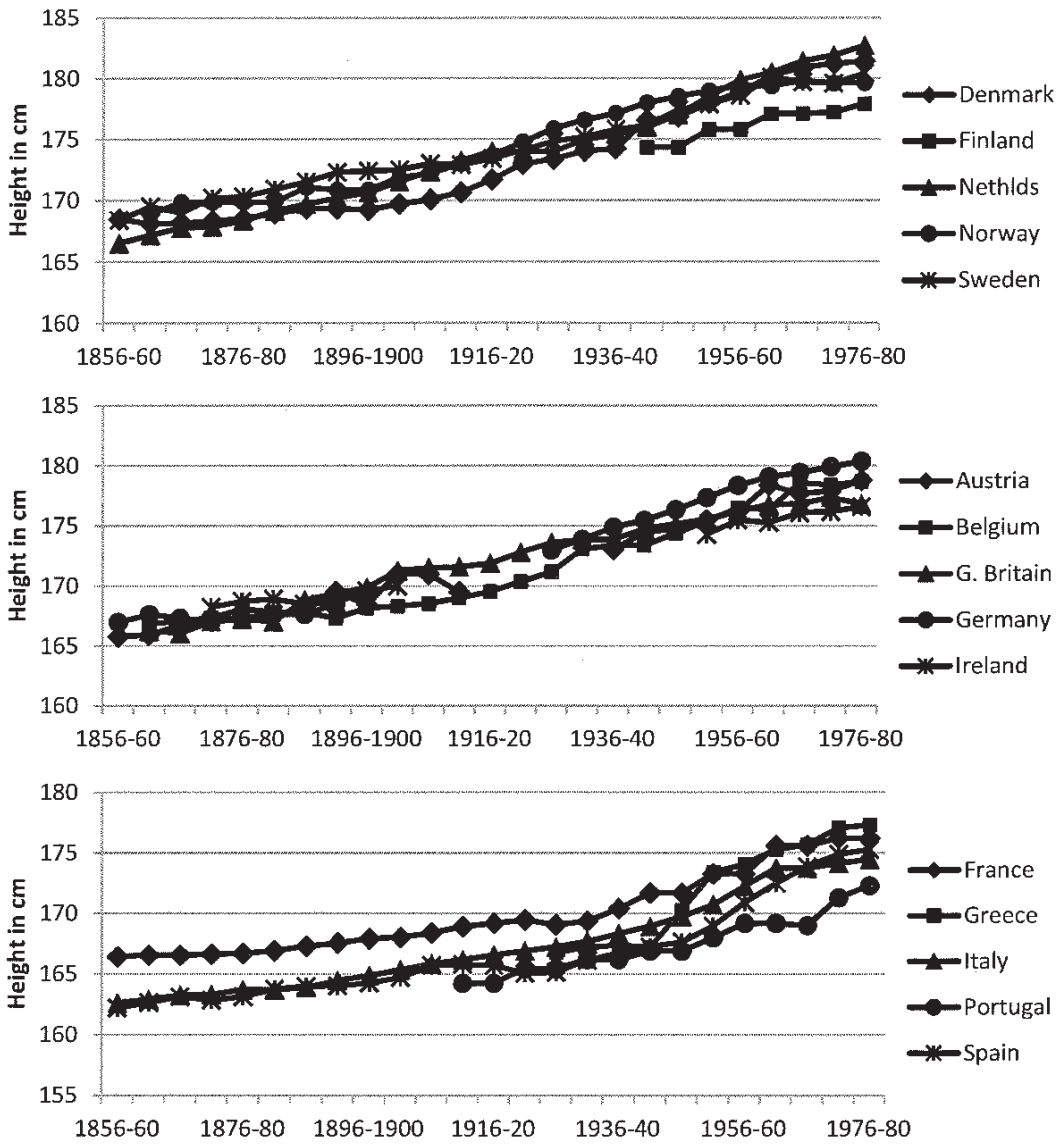 185
180
175
170
165
160
Height in cm
1856-60 1876-80 1896-1900 1916-20 1936-40 1956-60 1976-80
Denmark
Finland
Nethlds
Norway
Sweden
185
180
175
170
165
160
Height in cm
1856-60 1876-80 1896-1900 1916-20 1936-40 1956-60 1976-80
Austria
Belgium
G. Britain
Germany
Ireland
180
175
170
165
160
155
Height in cm
1856-60 1876-80 1896-1900 1916-20 1936-40 1956-60 1976-80
France
Greece
Italy
Portugal
Spain